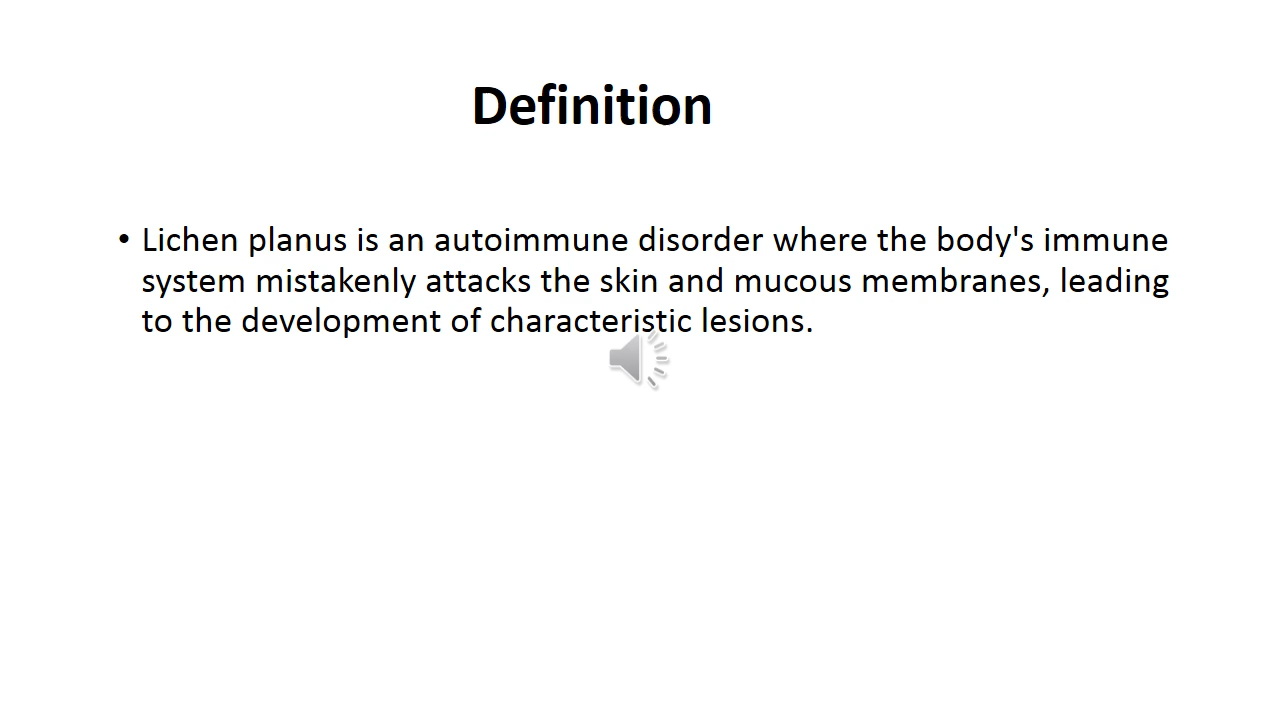 Definition
• Lichen planus is an autoimmune disorder where the body's immune
system mistakenly attacks the skin and mucous membranes, leading
to the development of characteristic lesions.